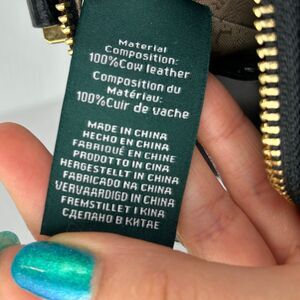 Material
Composition:
100%Cow leather
Composition du
Matériau:
100%Cuir de vache
MADE IN CHINA
HECHO EN CHINA
FABRIQUÉ EN CHINE
PRODOTTO IN CINA
HERGESTELLT IN CHINA
FABRICADO NA CHINA
VERVAARDIGD IN CHINA
FREMSTILLET I KINA
СДЕЛАНО В КИТАЕ